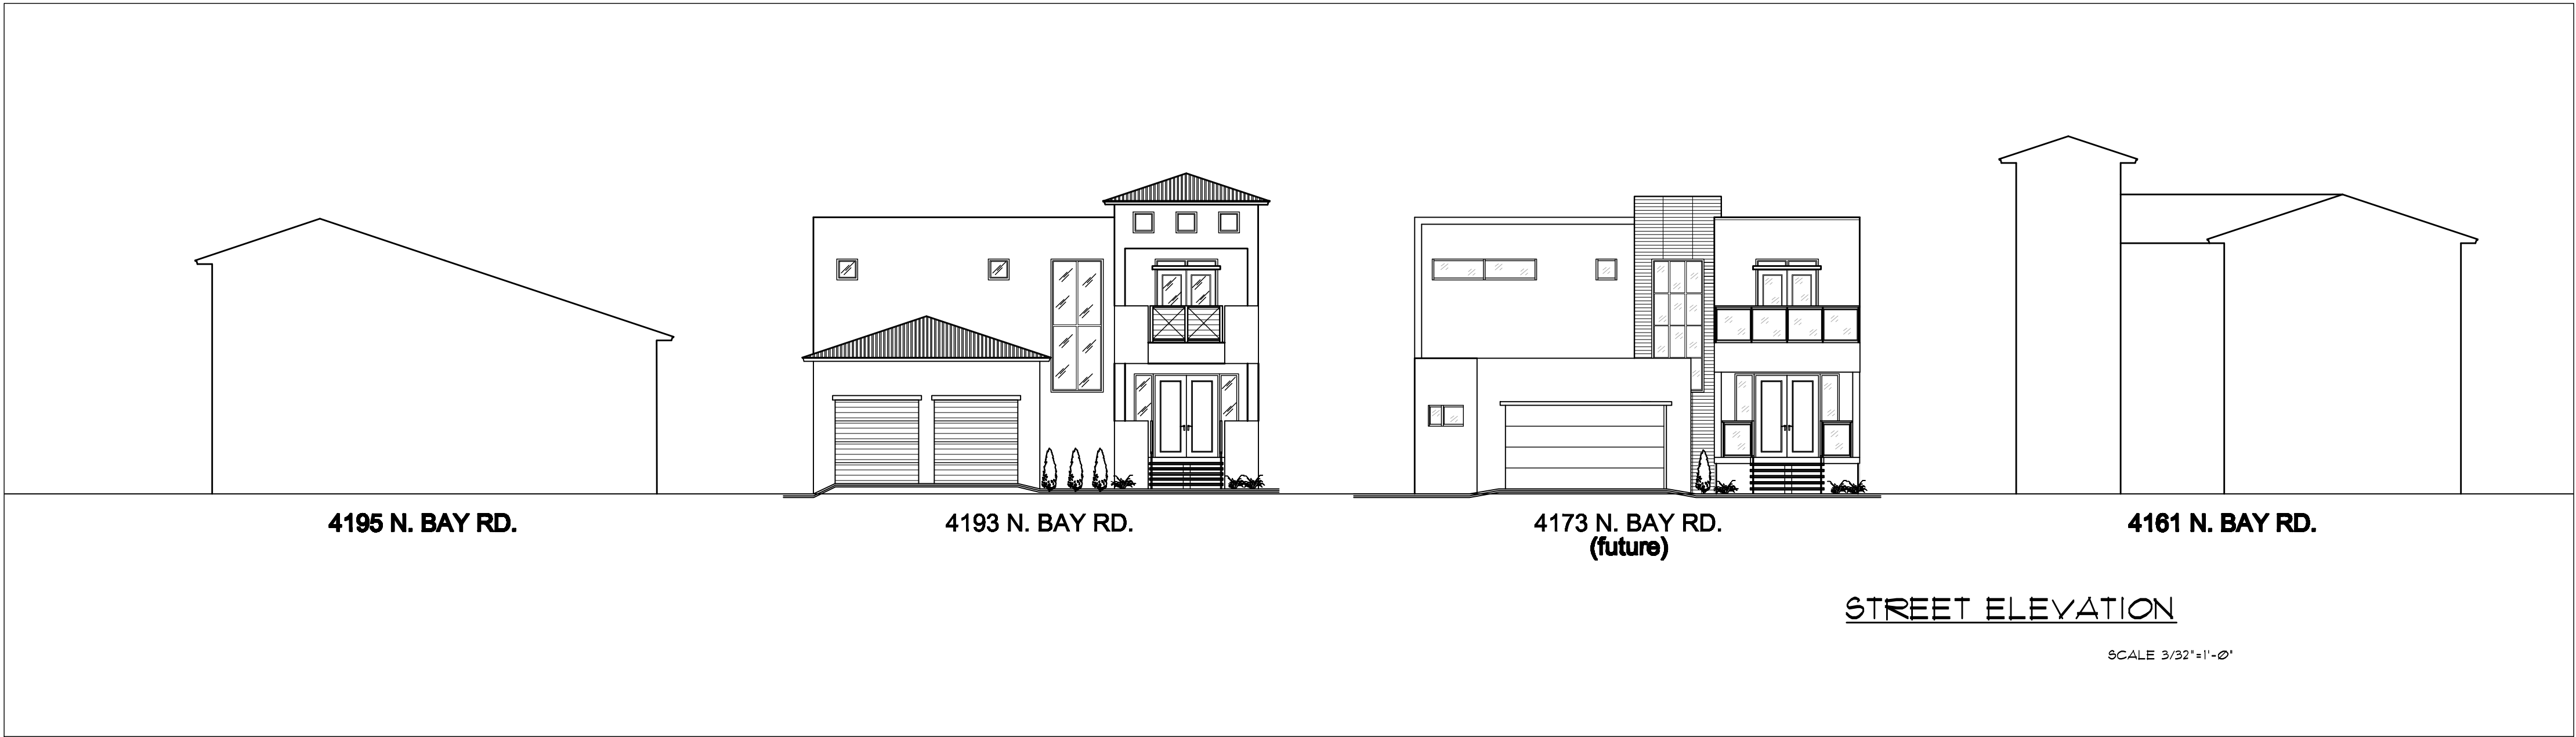 4195 N. BAY RD.
4193 N. BAY RD.
4173 N. BAY RD.
(future)
4161 N. BAY RD.
STREET ELEVATION
SCALE 3/32"=1'-0"